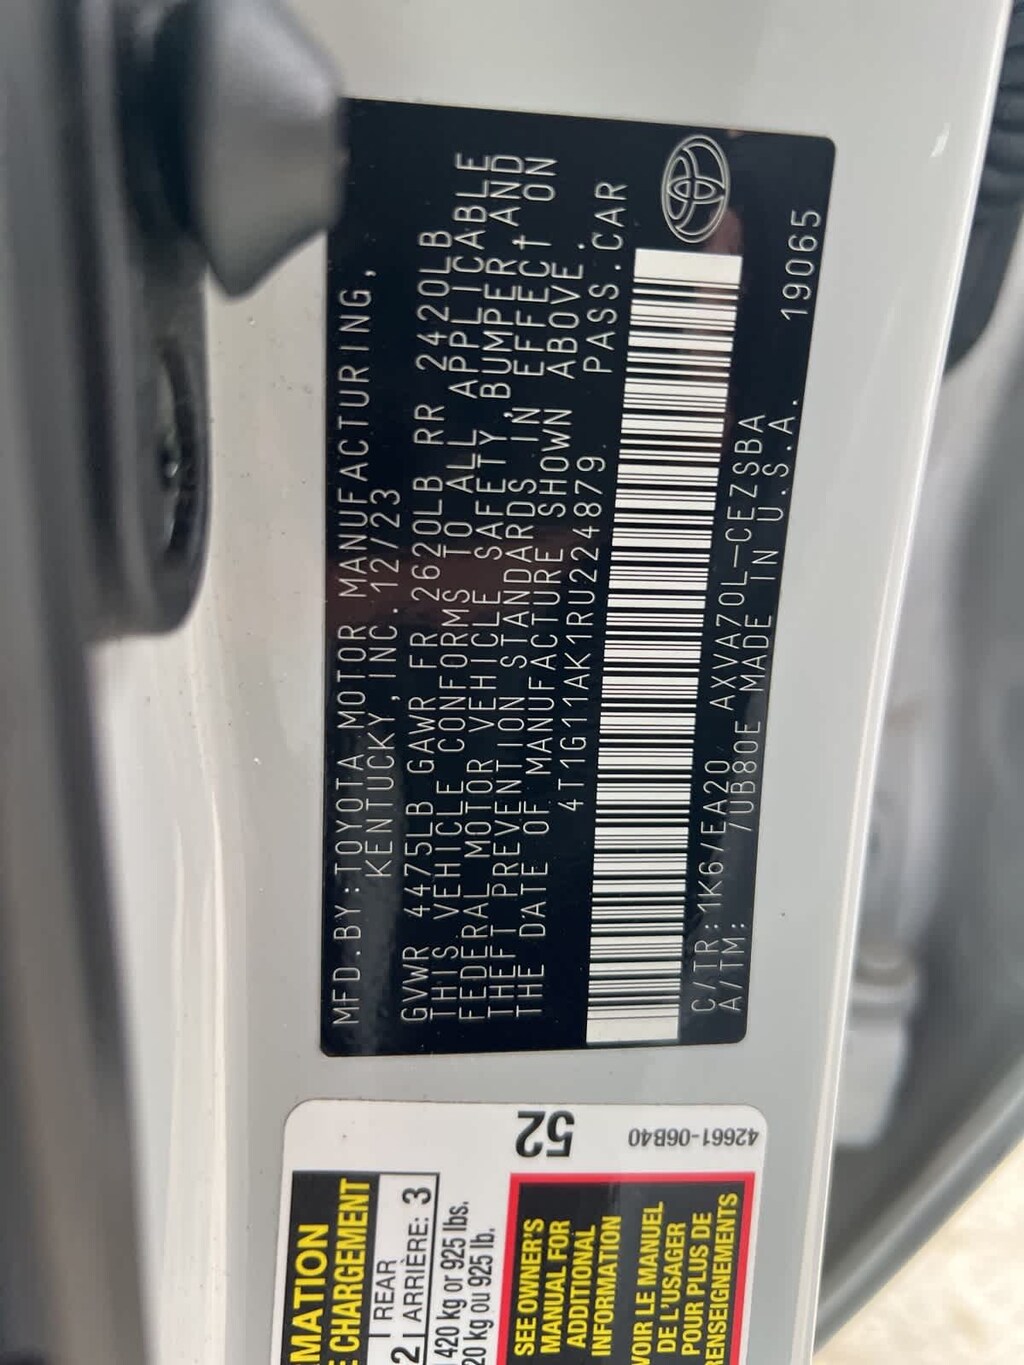 MFD.BY:TOYOTA MOTOR MANUFACTURING,
KENTUCKY,INC. 12/23
GVWR 4475LB GAWR FR 2620LB RR 2420LB
THIS VEHICLE CONFORMS TO ALL APPLICABLE
FEDERAL MOTOR VEHICLE SAFETY, BUMPER AND
THEFT PREVENTION STANDARDS IN EFFECT ON
THE DATE OF MANUFACTURE SHOWN ABOVE.
4T1G11AK1RU224879 PASS.CAR
C/TR:1K6/EA20 AXVA70L-CEZSBA
A/TM: /UB80E MADE IN U.S.A. 19065
52
42661-06B40
REAR
ARRIÈRE: 3
2
420 kg or 925 lbs.
20 kg ou 925 lb.
SEE OWNER'S
MANUAL FOR
ADDITIONAL
INFORMATION
VOIR LE MANUEL
DE L'USAGER
POUR PLUS DE
RENSEIGNEMENTS
MATION
E CHARGEMENT